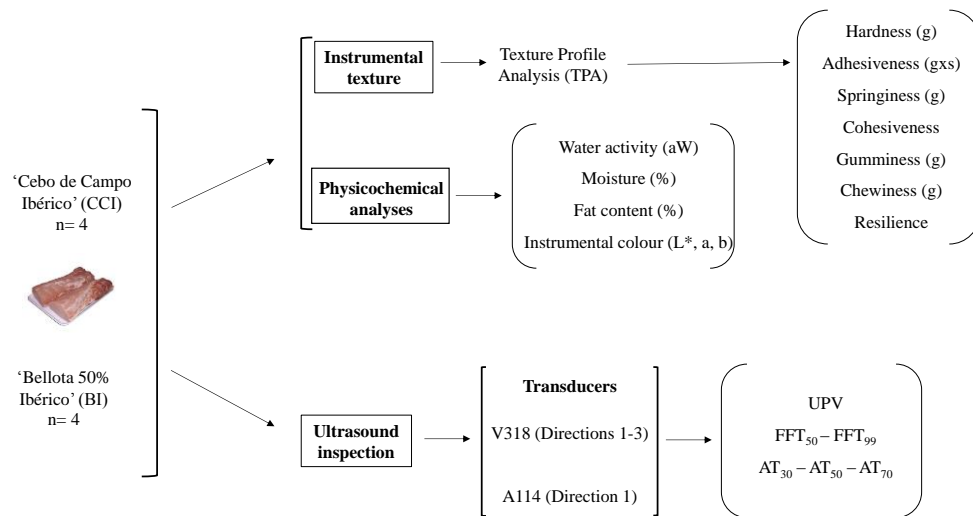 'Cebo de Campo
Ibérico' (CCI)
n= 4
'Bellota 50%
Ibérico' (BI)
n= 4
Instrumental
texture
Texture Profile
Analysis (TPA)
Hardness (g)
Adhesiveness (gxs)
Springiness (g)
Cohesiveness
Gumminess (g)
Chewiness (g)
Resilience
Physicochemical
analyses
Water activity (aW)
Moisture (%)
Fat content (%)
Instrumental colour (L*, a, b)
Ultrasound
inspection
Transducers
V318 (Directions 1-3)
A114 (Direction 1)
UPV
FFT50 – FFT99
AT30 – AT50 – AT70